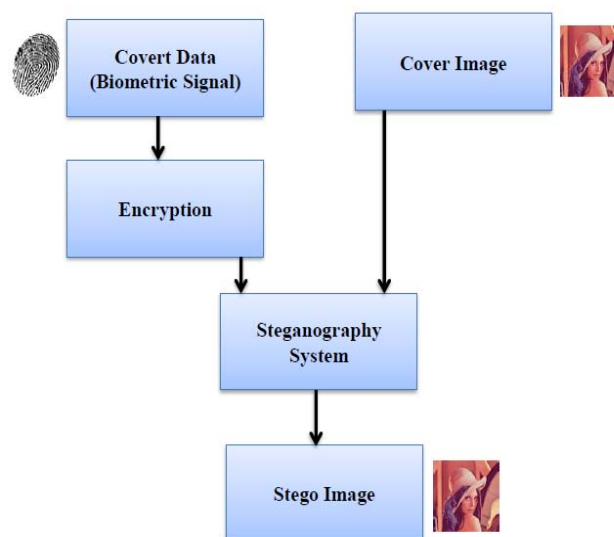 Covert Data
(Biometric Signal)
Cover Image
Encryption
Steganography
System
Stego Image